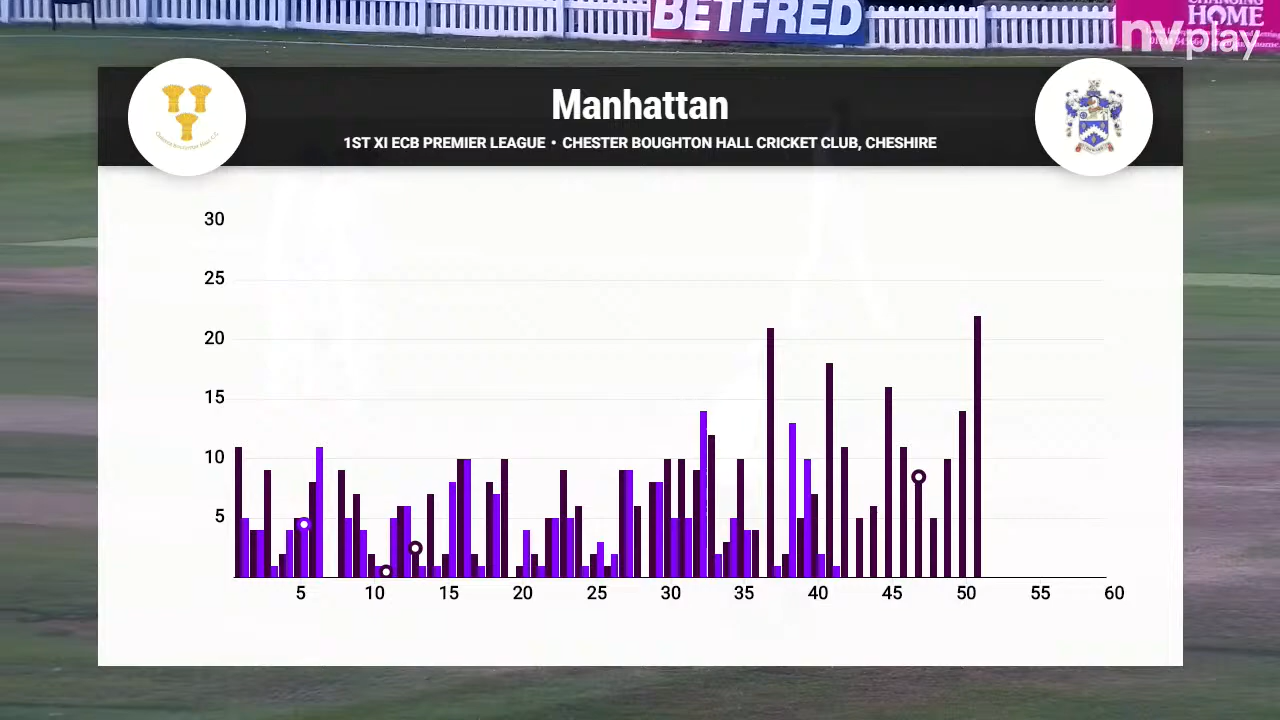 BETFRED
CHANGING
HOME
nvplay
Manhattan
1ST XI ECB PREMIER LEAGUE • CHESTER BOUGHTON HALL CRICKET CLUB, CHESHIRE
30
25
20
15
10
5
5 10 15 20 25 30 35 40 45 50 55 60